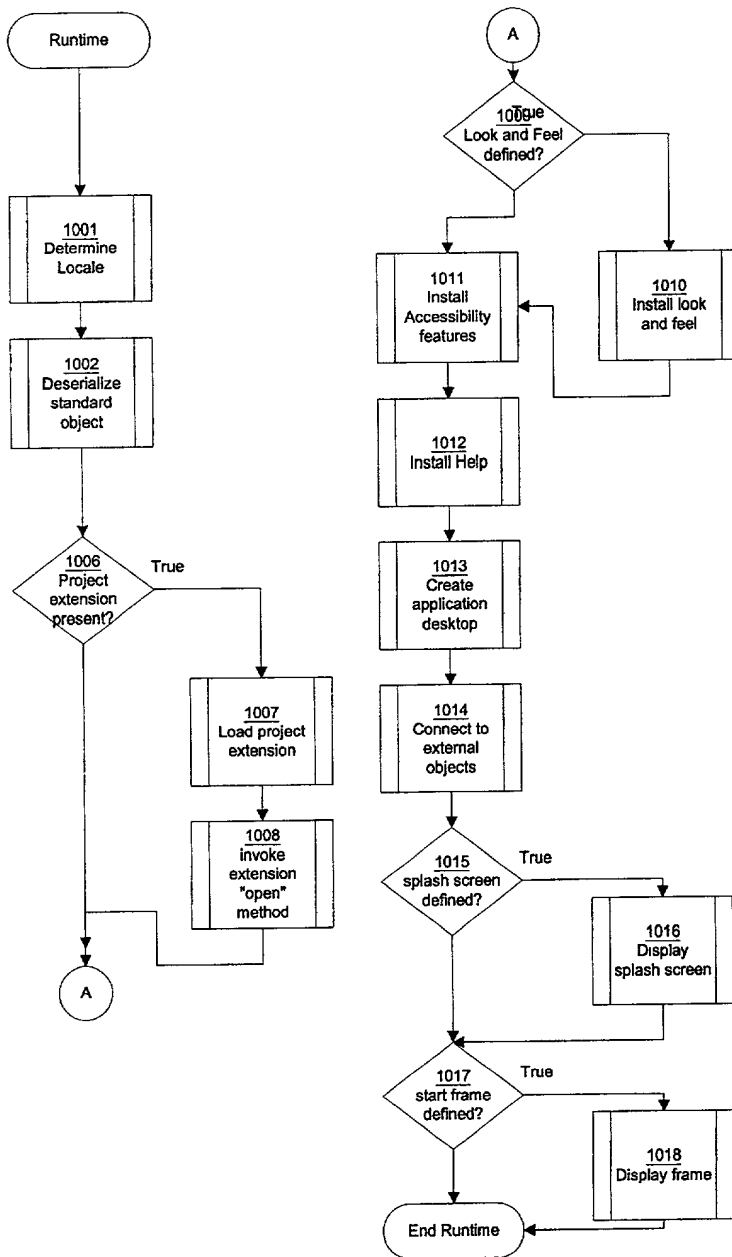 Runtime
1001
Determine
Locale
1002
Deserialize
standard
object
1006
Project
extension
present?
True
1007
Load project
extension
1008
invoke
extension
"open"
method
A
A
1009
True
Look and Feel
defined?
1010
Install look
and feel
1011
Install
Accessibility
features
1012
Install Help
1013
Create
application
desktop
1014
Connect to
external
objects
1015
splash screen
defined?
True
1016
Display
splash screen
1017
start frame
defined?
True
1018
Display frame
End Runtime